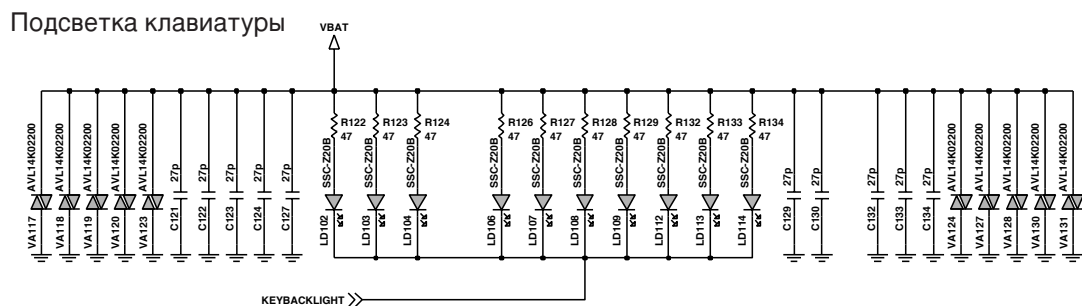 Подсветка клавиатуры
VBAT
VA117 AVL14K02200
VA118 AVL14K02200
VA119 AVL14K02200
VA120 AVL14K02200
VA123 AVL14K02200
C121 27p
C122 27p
C123 27p
C124 27p
C127 27p
R122
47
SSC-Z20B
LD102
R123
47
SSC-Z20B
LD103
R124
47
SSC-Z20B
LD104
R126
47
SSC-Z20B
LD106
R127
47
SSC-Z20B
LD107
R128
47
SSC-Z20B
LD108
R129
47
SSC-Z20B
LD109
R132
47
SSC-Z20B
LD112
R133
47
SSC-Z20B
LD113
R134
47
SSC-Z20B
LD114
C129 27p
C130 27p
C132 27p
C133 27p
C134 27p
VA124 AVL14K02200
VA127 AVL14K02200
VA128 AVL14K02200
VA130 AVL14K02200
VA131 AVL14K02200
KEYBACKLIGHT